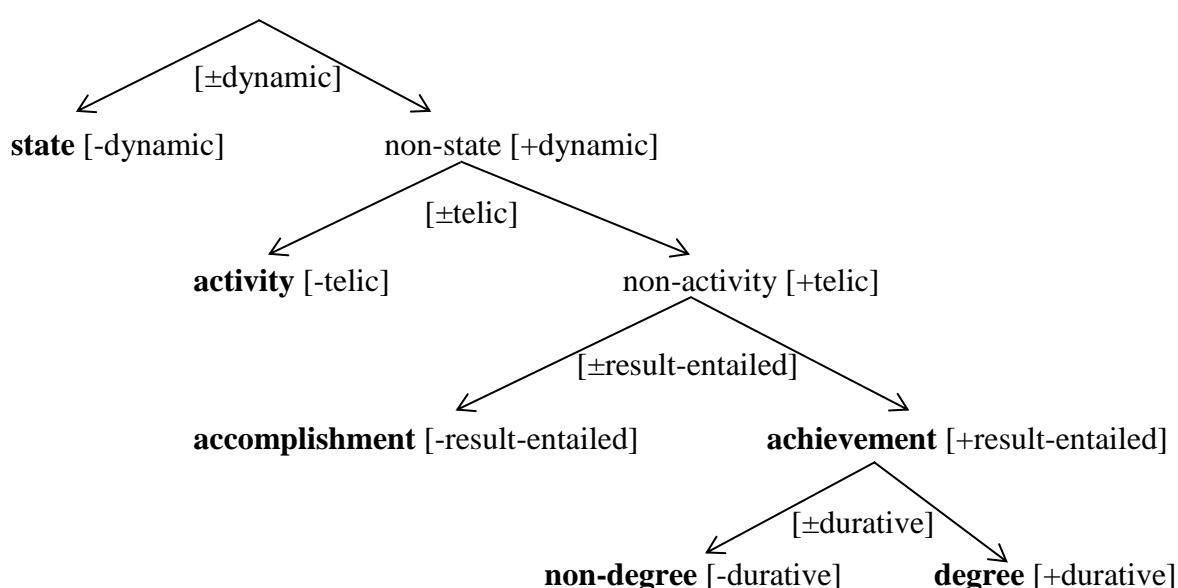 [±dynamic]
state [-dynamic] non-state [+dynamic]
[±telic]
activity [-telic] non-activity [+telic]
[±result-entailed]
accomplishment [-result-entailed] achievement [+result-entailed]
[±durative]
non-degree [-durative] degree [+durative]